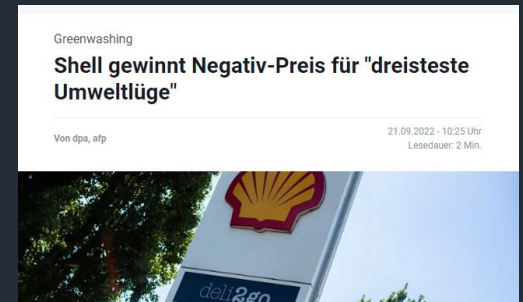 Greenwashing
Shell gewinnt Negativ-Preis für "dreisteste
Umweltlüge"
Von dpa, afp
21.09.2022 - 10:25 Uhr
Lesedauer: 2 Min.
deli2go